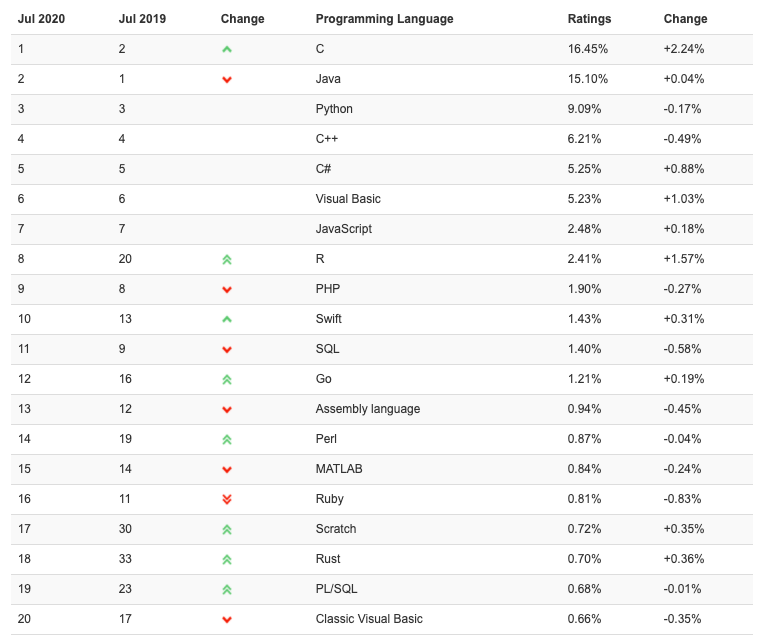 Jul 2020 Jul 2019 Change Programming Language Ratings Change
1 2 C 16.45% +2.24%
2 1 Java 15.10% +0.04%
3 3 Python 9.09% -0.17%
4 4 C++ 6.21% -0.49%
5 5 C# 5.25% +0.88%
6 6 Visual Basic 5.23% +1.03%
7 7 JavaScript 2.48% +0.18%
8 20 R 2.41% +1.57%
9 8 PHP 1.90% -0.27%
10 13 Swift 1.43% +0.31%
11 9 SQL 1.40% -0.58%
12 16 Go 1.21% +0.19%
13 12 Assembly language 0.94% -0.45%
14 19 Perl 0.87% -0.04%
15 14 MATLAB 0.84% -0.24%
16 11 Ruby 0.81% -0.83%
17 30 Scratch 0.72% +0.35%
18 33 Rust 0.70% +0.36%
19 23 PL/SQL 0.68% -0.01%
20 17 Classic Visual Basic 0.66% -0.35%